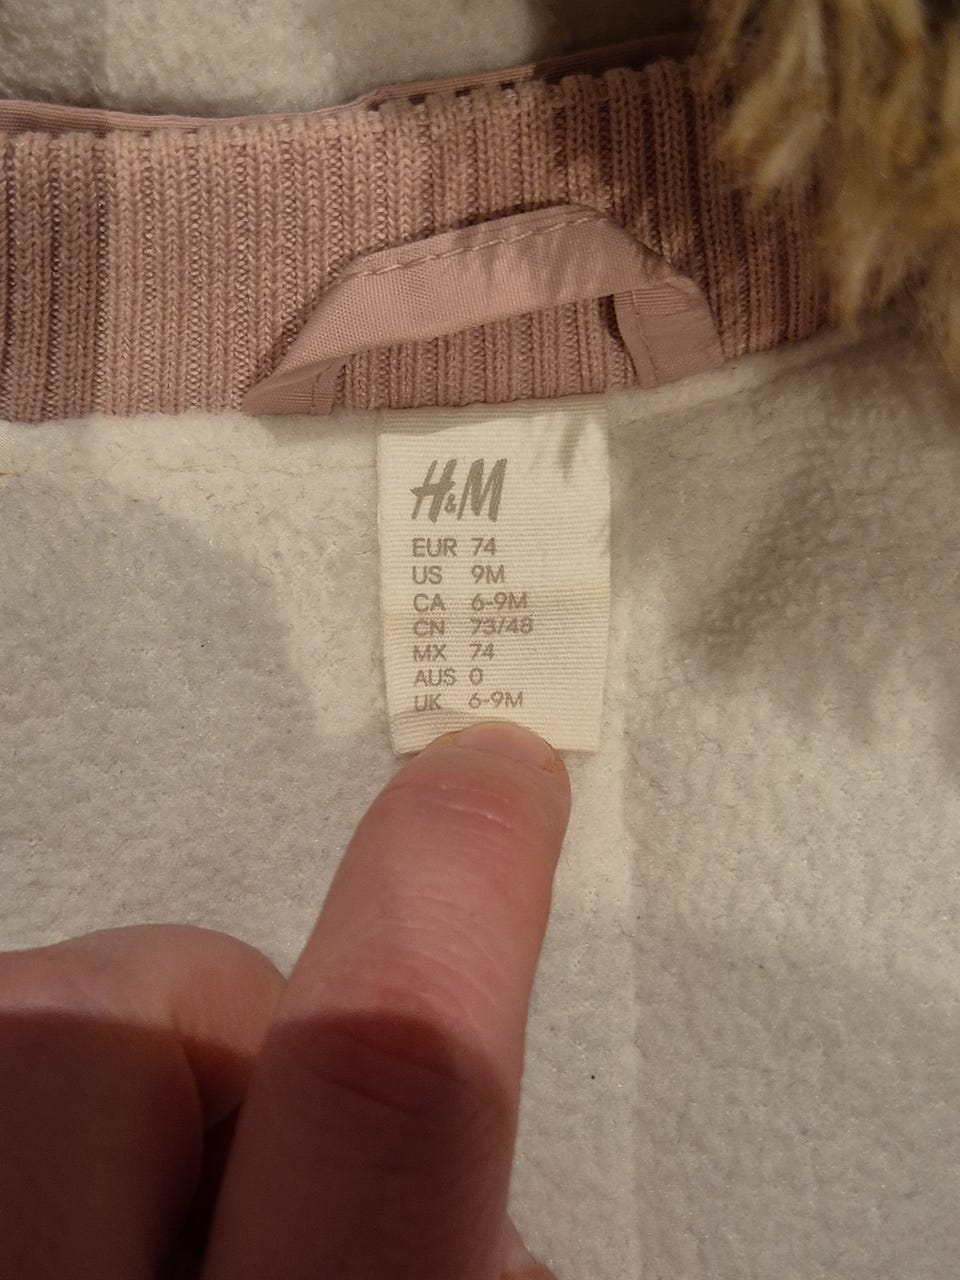 H&M
EUR 74
US 9M
CA 6-9M
CN 73/48
MX 74
AUS 0
UK 6-9M